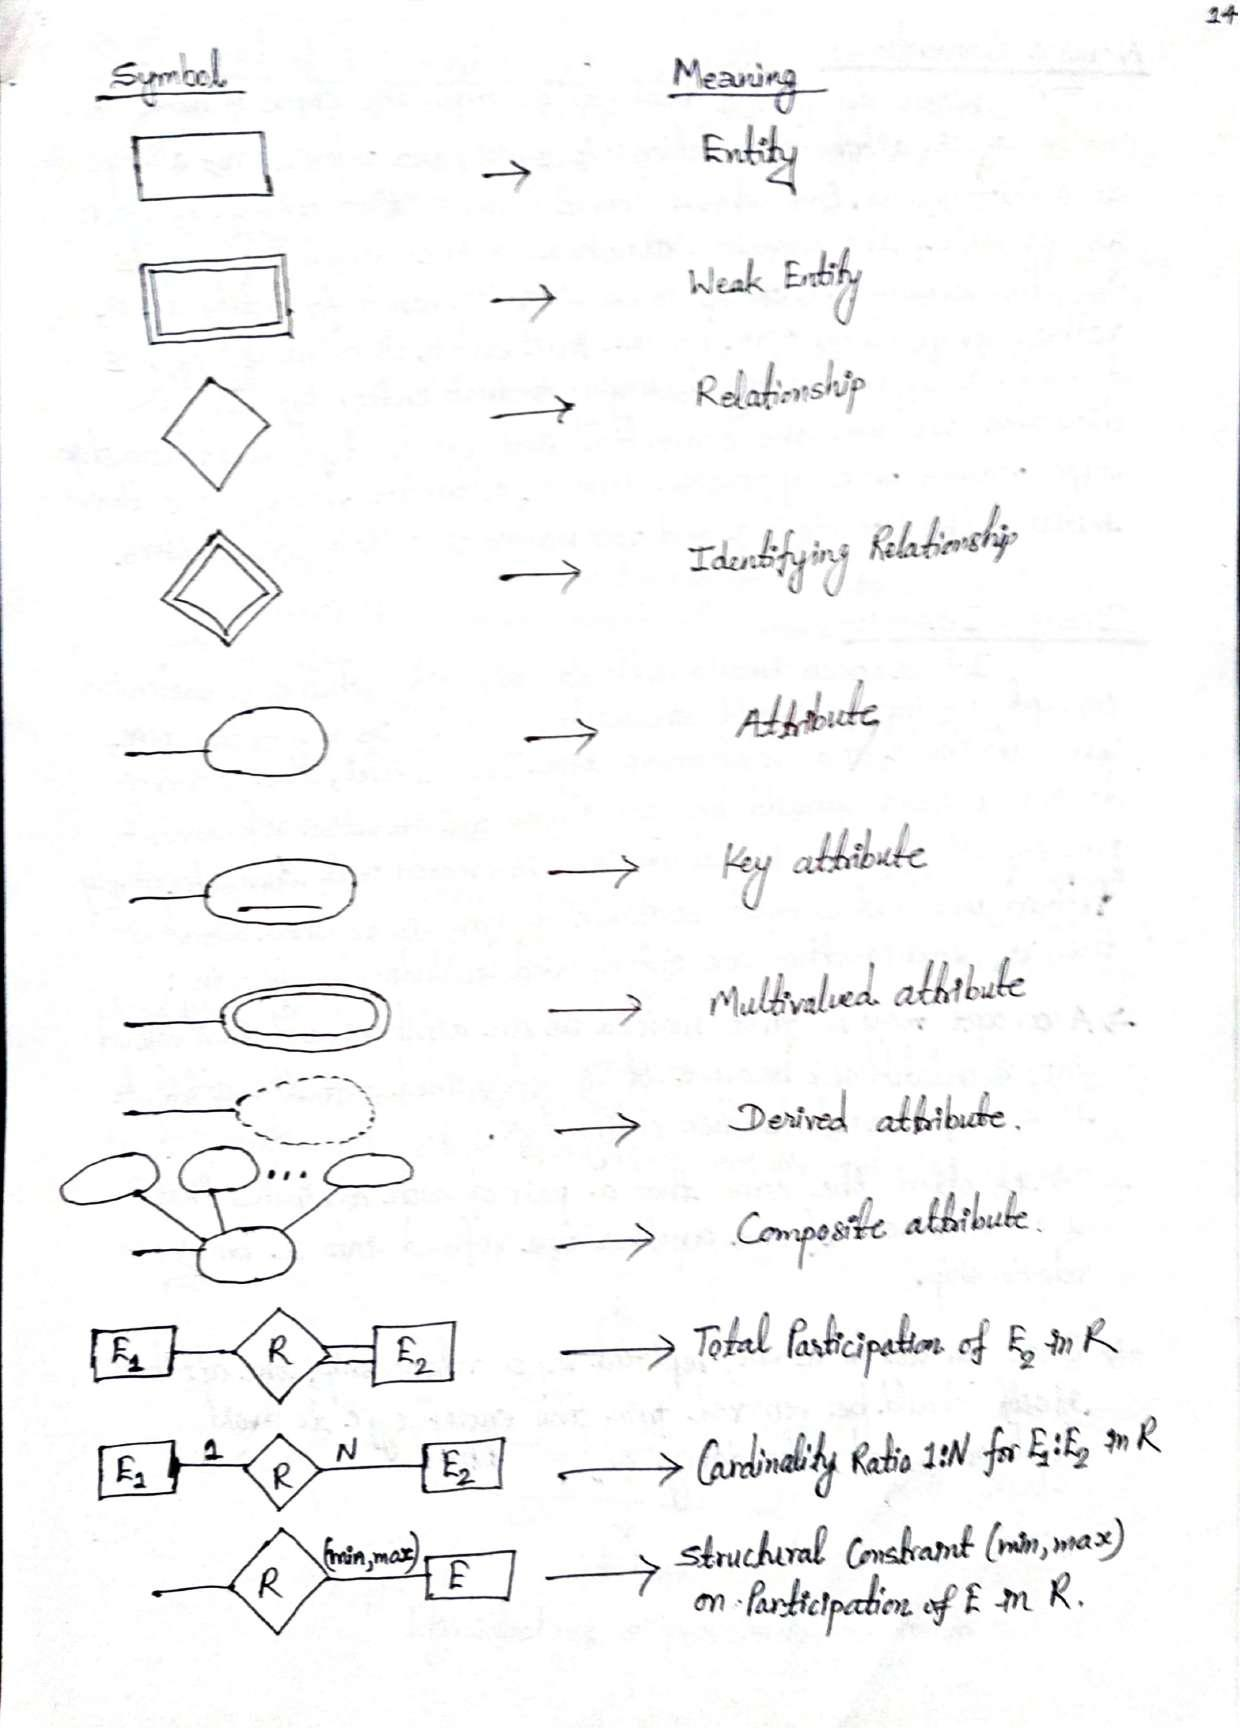 14
Symbol Meaning
Entity
Weak Entity
Relationship
Identifying Relationship
Attribute
Key attribute
Multivalued attribute
Derived attribute.
Composite attribute.
E₁ R E₂ Total Participation of E₂ in R
E₁ 1 R N E₂ Cardinality Ratio 1:N for E₁:E₂ in R
R (min,max) E Structural Constraint (min,max)
on Participation of E in R.